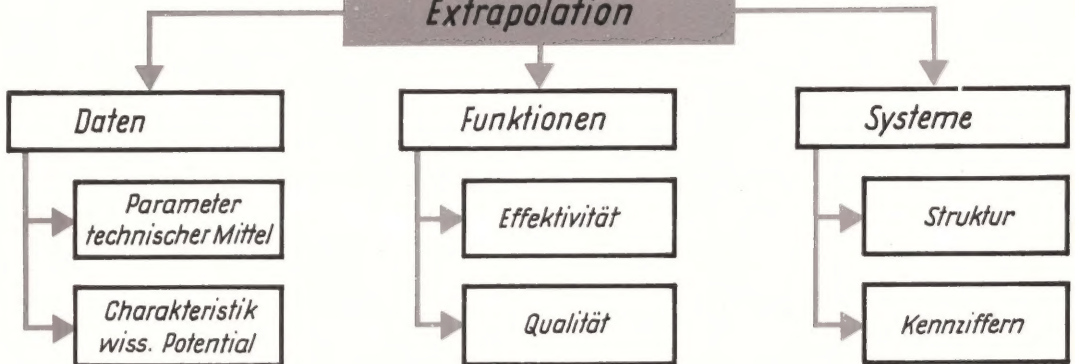 Extrapolation
Daten
Funktionen
Systeme
Parameter
technischer Mittel
Effektivität
Struktur
Charakteristik
wiss. Potential
Qualität
Kennziffern